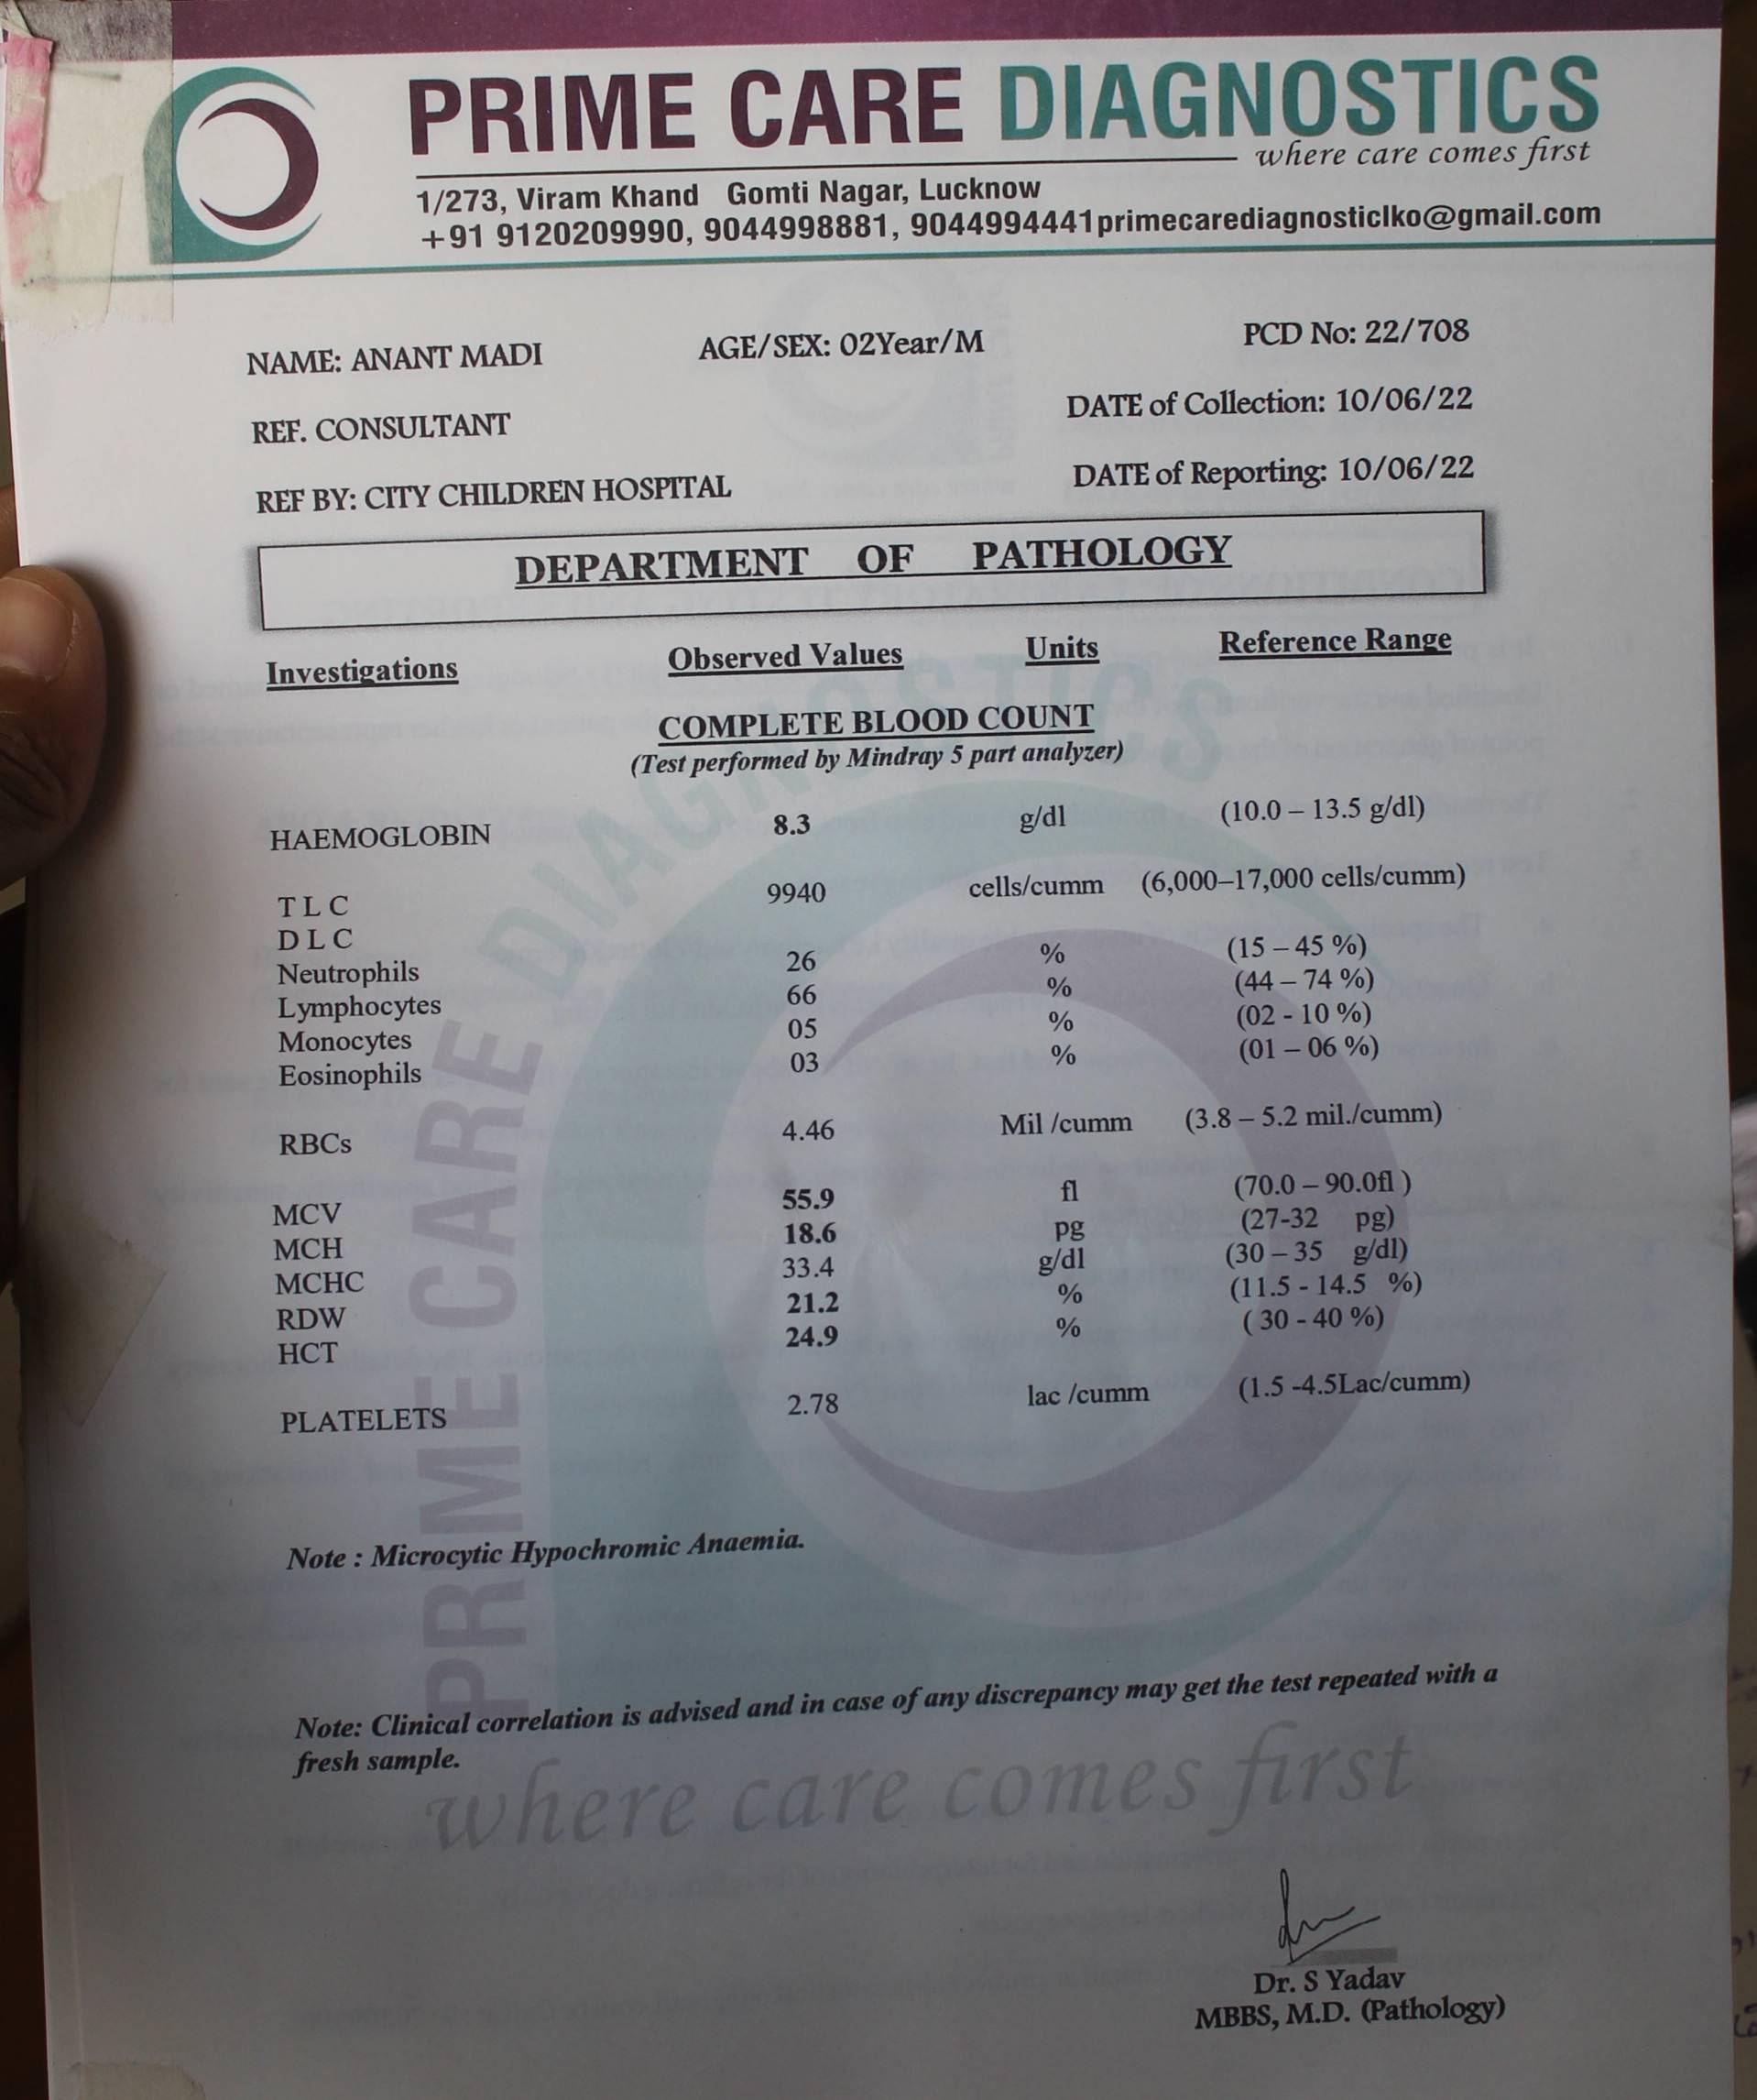 PRIME CARE DIAGNOSTICS
where care comes first
1/273, Viram Khand Gomti Nagar, Lucknow
+91 9120209990, 9044998881, 9044994441primecarediagnosticlko@gmail.com
NAME: ANANT MADI AGE/SEX: 02Year/M PCD No: 22/708
REF. CONSULTANT DATE of Collection: 10/06/22
REF BY: CITY CHILDREN HOSPITAL DATE of Reporting: 10/06/22
DEPARTMENT OF PATHOLOGY
Investigations Observed Values Units Reference Range
COMPLETE BLOOD COUNT
(Test performed by Mindray 5 part analyzer)
HAEMOGLOBIN 8.3 g/dl (10.0 – 13.5 g/dl)
T L C 9940 cells/cumm (6,000–17,000 cells/cumm)
D L C
Neutrophils 26 % (15 – 45 %)
Lymphocytes 66 % (44 – 74 %)
Monocytes 05 % (02 - 10 %)
Eosinophils 03 % (01 – 06 %)
RBCs 4.46 Mil /cumm (3.8 – 5.2 mil./cumm)
MCV 55.9 fl (70.0 – 90.0fl )
MCH 18.6 pg (27-32 pg)
MCHC 33.4 g/dl (30 – 35 g/dl)
RDW 21.2 % (11.5 - 14.5 %)
HCT 24.9 % ( 30 - 40 %)
PLATELETS 2.78 lac /cumm (1.5 -4.5Lac/cumm)
Note : Microcytic Hypochromic Anaemia.
Note: Clinical correlation is advised and in case of any discrepancy may get the test repeated with a
fresh sample.
PRIME CARE DIAGNOSTICS
where care comes first
Dr. S Yadav
MBBS, M.D. (Pathology)